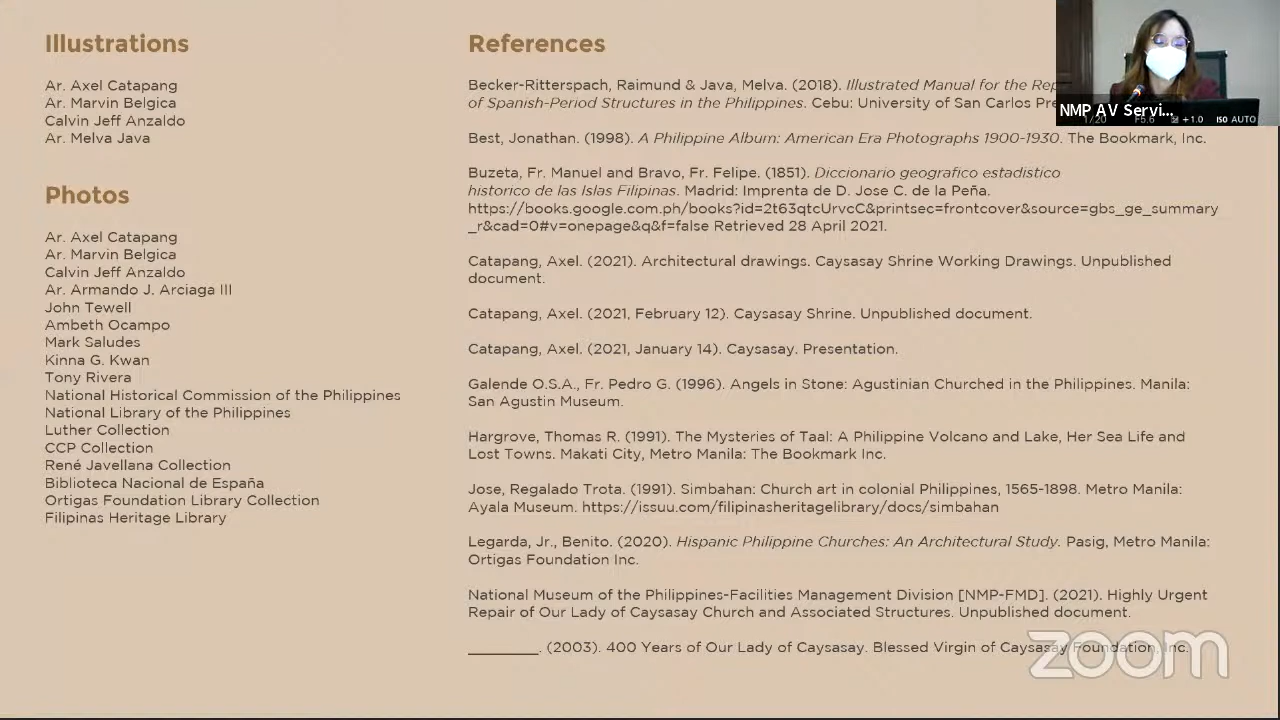 Illustrations
Ar. Axel Catapang
Ar. Marvin Belgica
Calvin Jeff Anzaldo
Ar. Melva Java
Photos
Ar. Axel Catapang
Ar. Marvin Belgica
Calvin Jeff Anzaldo
Ar. Armando J. Arciaga III
John Tewell
Ambeth Ocampo
Mark Saludes
Kinna G. Kwan
Tony Rivera
National Historical Commission of the Philippines
National Library of the Philippines
Luther Collection
CCP Collection
René Javellana Collection
Biblioteca Nacional de España
Ortigas Foundation Library Collection
Filipinas Heritage Library
References
Becker-Ritterspach, Raimund & Java, Melva. (2018). Illustrated Manual for the Rep
of Spanish-Period Structures in the Philippines. Cebu: University of San Carlos Pre
Best, Jonathan. (1998). A Philippine Album: American Era Photographs 1900-1930. The Bookmark, Inc.
Buzeta, Fr. Manuel and Bravo, Fr. Felipe. (1851). Diccionario geografico estadistico
historico de las Islas Filipinas. Madrid: Imprenta de D. Jose C. de la Peña.
https://books.google.com.ph/books?id=2t63qtcUrvcC&printsec=frontcover&source=gbs_ge_summary
_r&cad=0#v=onepage&q&f=false Retrieved 28 April 2021.
Catapang, Axel. (2021). Architectural drawings. Caysasay Shrine Working Drawings. Unpublished
document.
Catapang, Axel. (2021, February 12). Caysasay Shrine. Unpublished document.
Catapang, Axel. (2021, January 14). Caysasay. Presentation.
Galende O.S.A., Fr. Pedro G. (1996). Angels in Stone: Agustinian Churched in the Philippines. Manila:
San Agustin Museum.
Hargrove, Thomas R. (1991). The Mysteries of Taal: A Philippine Volcano and Lake, Her Sea Life and
Lost Towns. Makati City, Metro Manila: The Bookmark Inc.
Jose, Regalado Trota. (1991). Simbahan: Church art in colonial Philippines, 1565-1898. Metro Manila:
Ayala Museum. https://issuu.com/filipinasheritagelibrary/docs/simbahan
Legarda, Jr., Benito. (2020). Hispanic Philippine Churches: An Architectural Study. Pasig, Metro Manila:
Ortigas Foundation Inc.
National Museum of the Philippines-Facilities Management Division [NMP-FMD]. (2021). Highly Urgent
Repair of Our Lady of Caysasay Church and Associated Structures. Unpublished document.
________. (2003). 400 Years of Our Lady of Caysasay. Blessed Virgin of Caysasay Foundation, Inc.
NMP AV Servi...
1/20 F5.6 +1.0 ISO AUTO
zoom